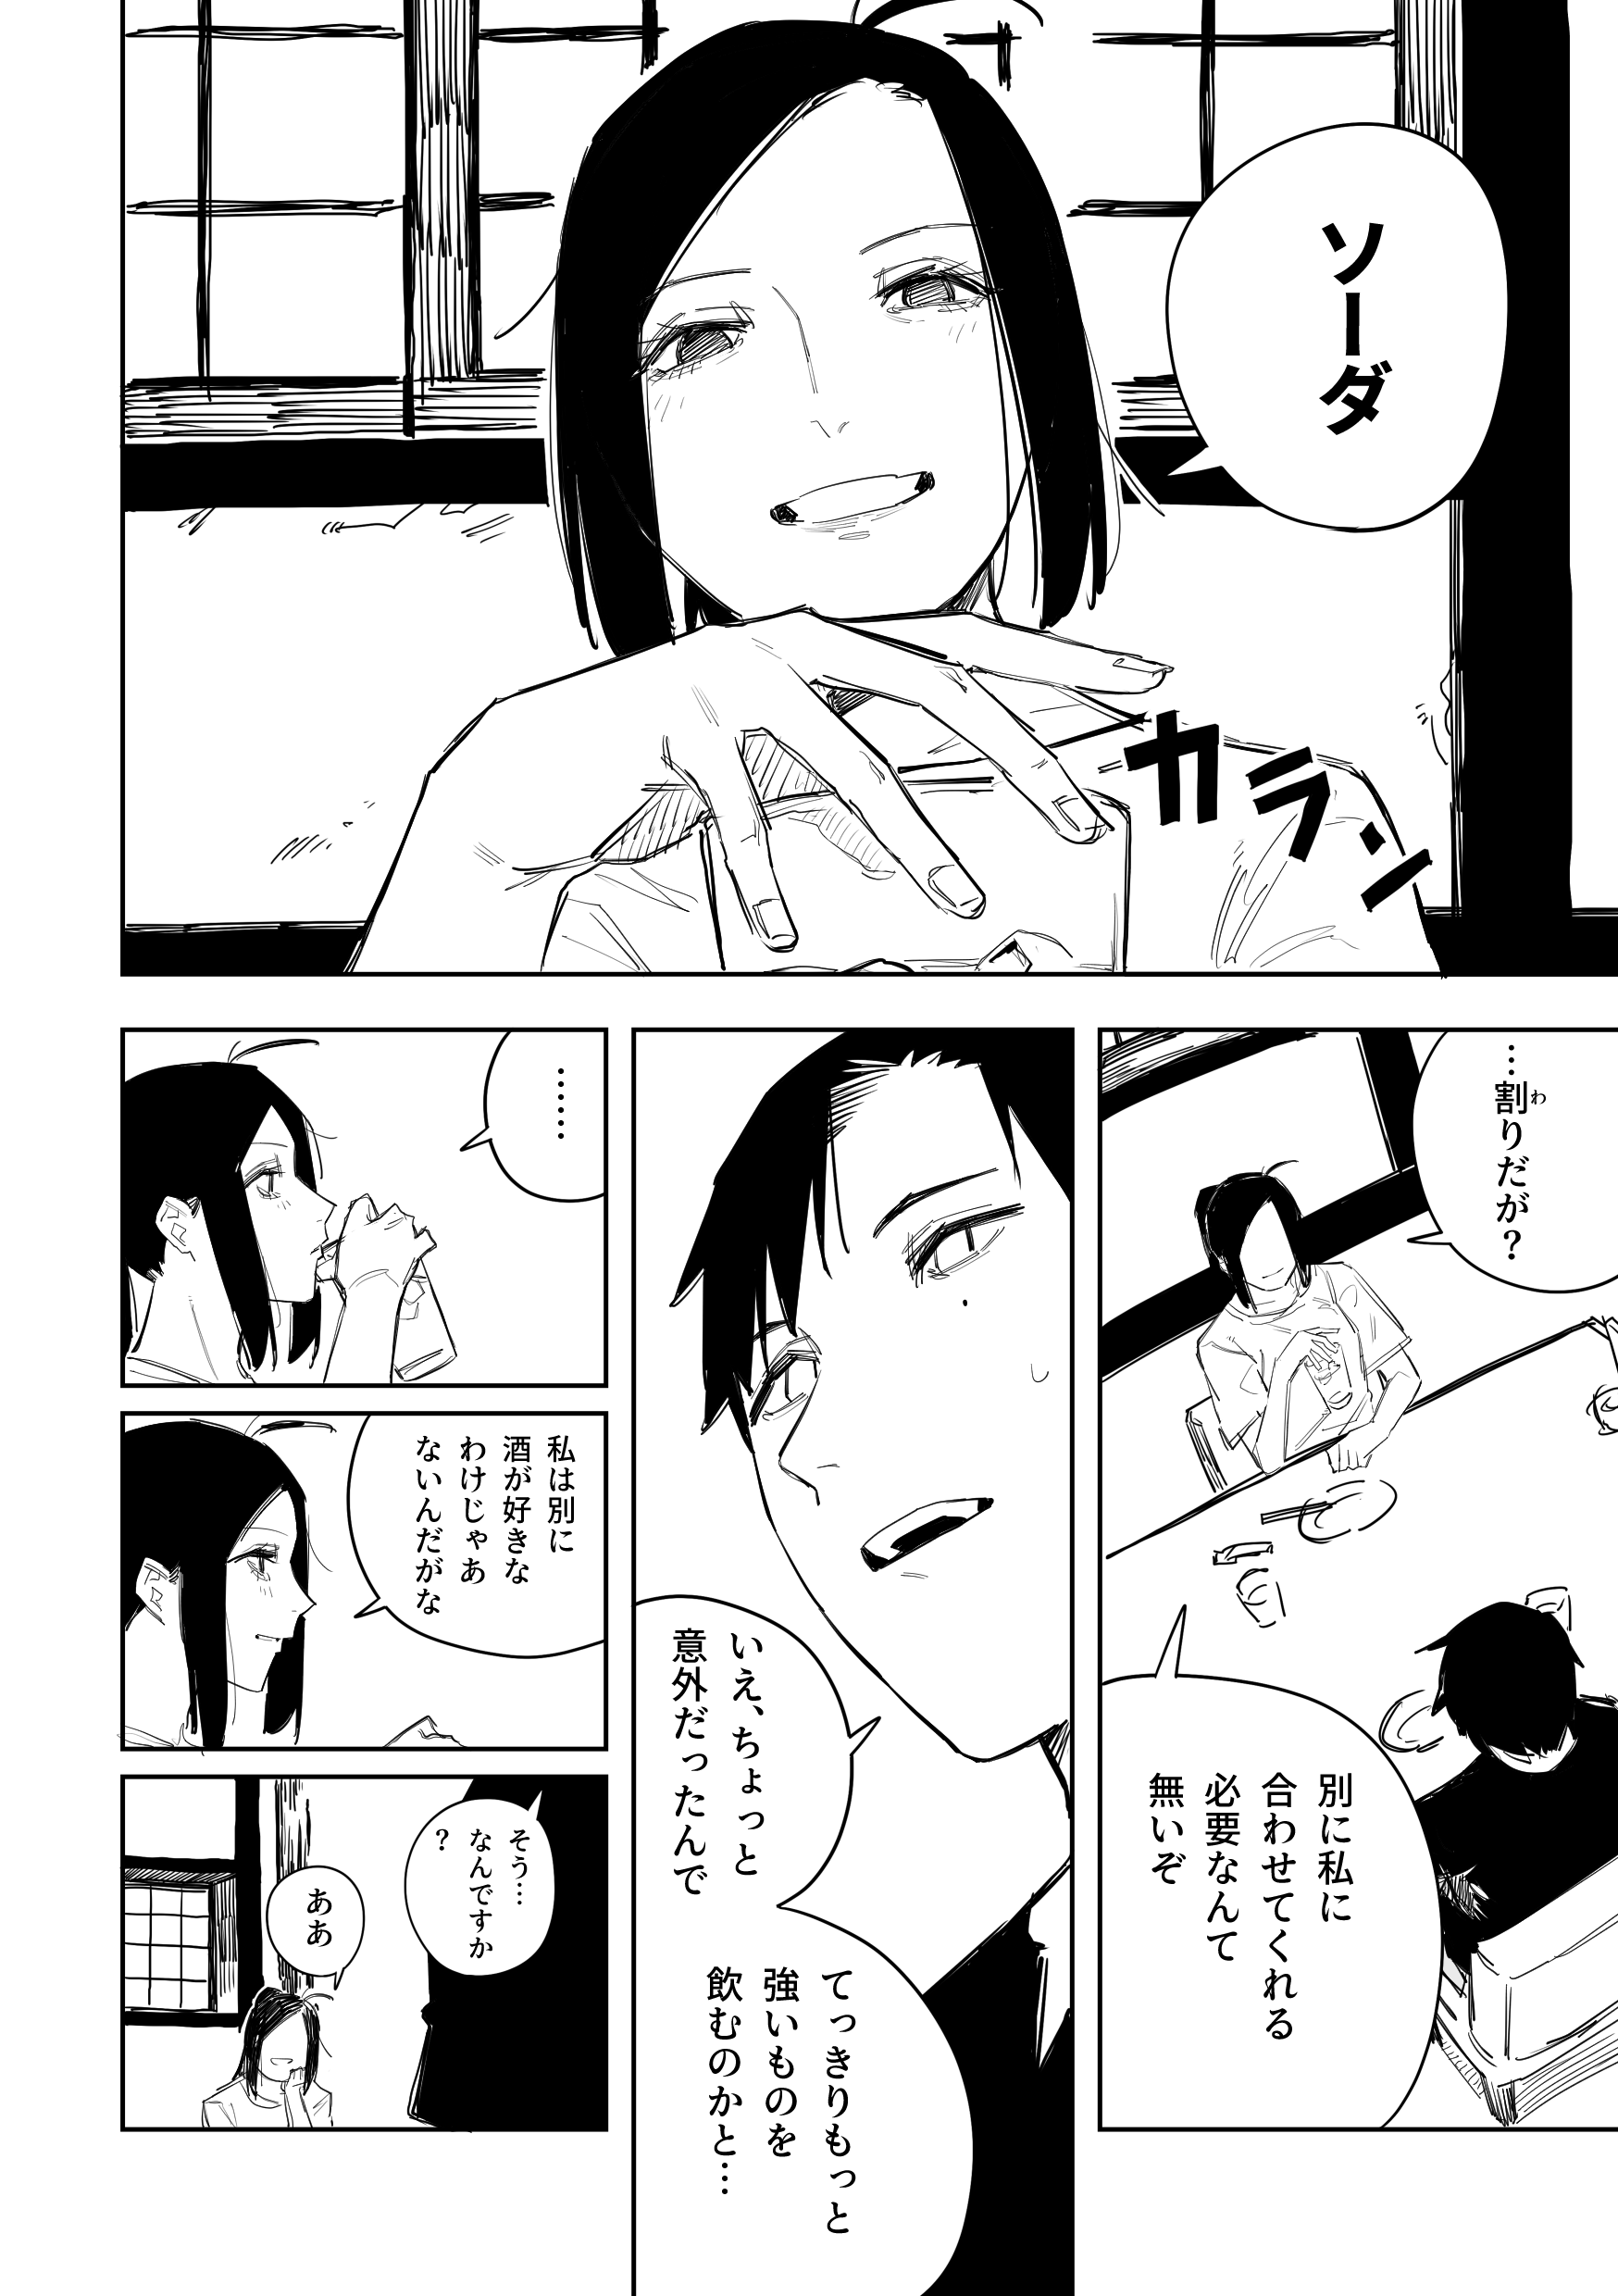 ソーダ
カラン
…割りだが?
わ
別に私に
合わせてくれる
必要なんて
無いぞ
いえ、ちょっと
意外だったんで
てっきりもっと
強いものを
飲むのかと…
……
私は別に
酒が好きな
わけじゃあ
ないんだがな
そう…
なんですか
?
ああ